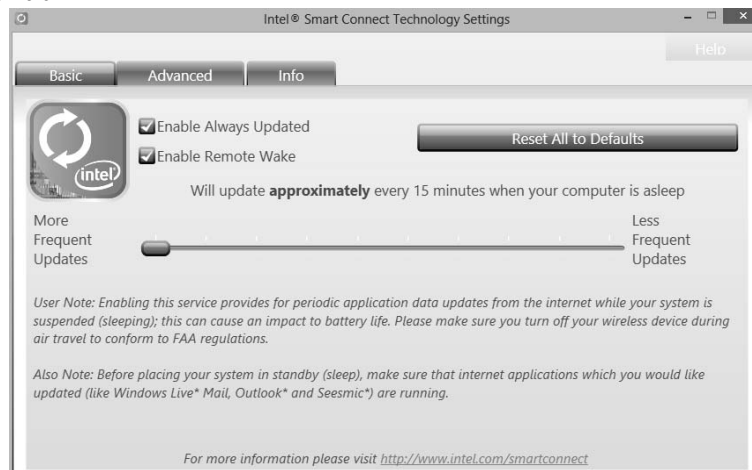 Intel® Smart Connect Technology Settings
Help
Basic Advanced Info
Enable Always Updated
Reset All to Defaults
Enable Remote Wake
intel
Will update approximately every 15 minutes when your computer is asleep
More Frequent Updates
Less Frequent Updates
User Note: Enabling this service provides for periodic application data updates from the internet while your system is
suspended (sleeping); this can cause an impact to battery life. Please make sure you turn off your wireless device during
air travel to conform to FAA regulations.
Also Note: Before placing your system in standby (sleep), make sure that internet applications which you would like
updated (like Windows Live* Mail, Outlook* and Seesmic*) are running.
For more information please visit http://www.intel.com/smartconnect